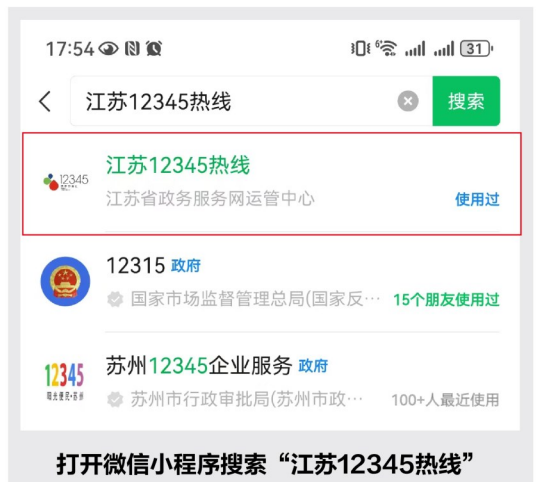 17:54
31
江苏12345热线
搜索
12345
江苏12345热线
江苏省政务服务网运管中心
使用过
12315 政府
国家市场监督管理总局(国家反… 15个朋友使用过
12345
苏州12345企业服务 政府
苏州市行政审批局(苏州市政… 100+人最近使用
打开微信小程序搜索“江苏12345热线”